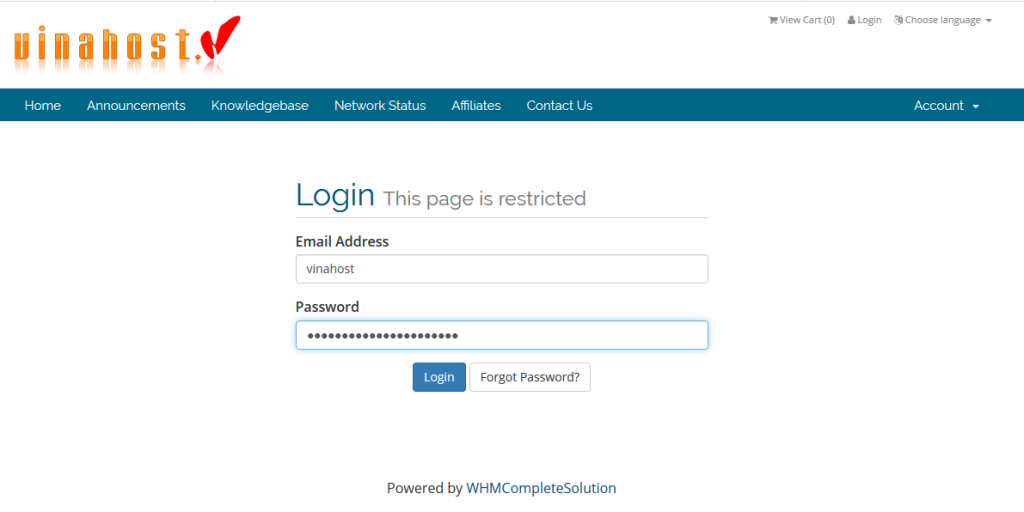 vinahost.V
View Cart (0) Login Choose language
Home Announcements Knowledgebase Network Status Affiliates Contact Us Account
Login This page is restricted
Email Address
vinahost
Password
••••••••••••••••••••••
Login Forgot Password?
Powered by WHMCompleteSolution